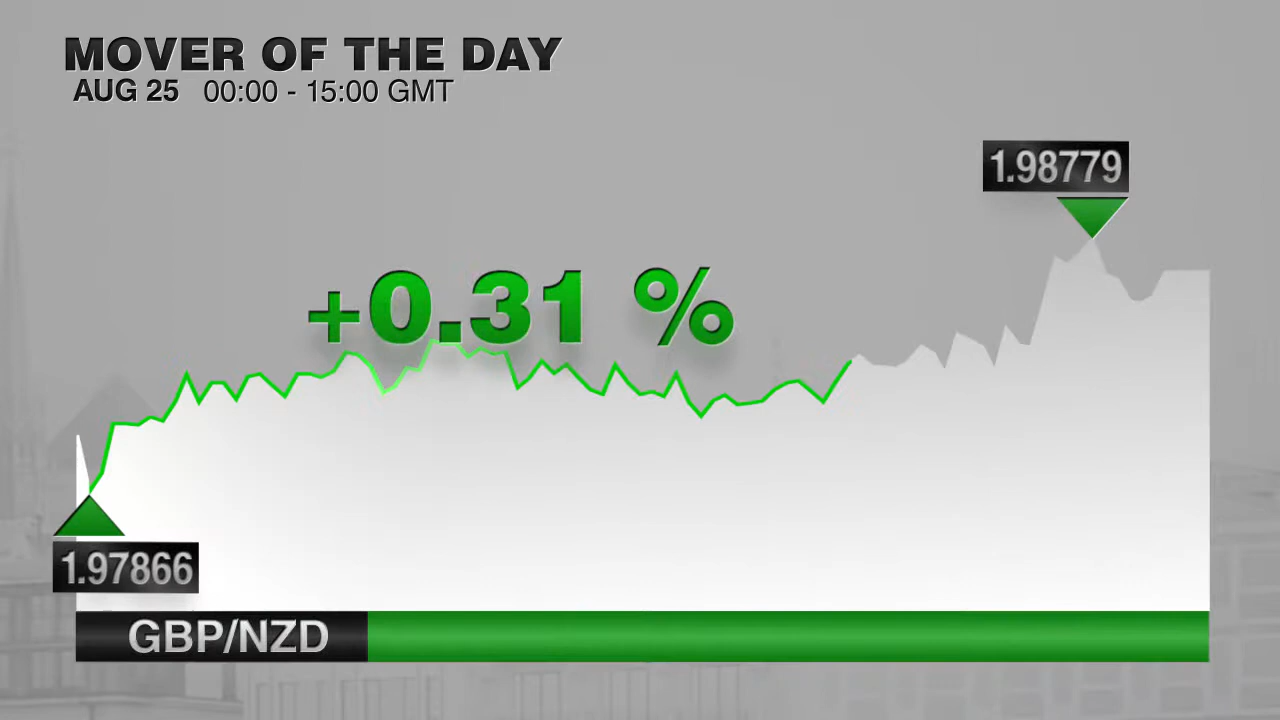 MOVER OF THE DAY
AUG 25 00:00 - 15:00 GMT
1.98779
+0.31 %
1.97866
GBP/NZD